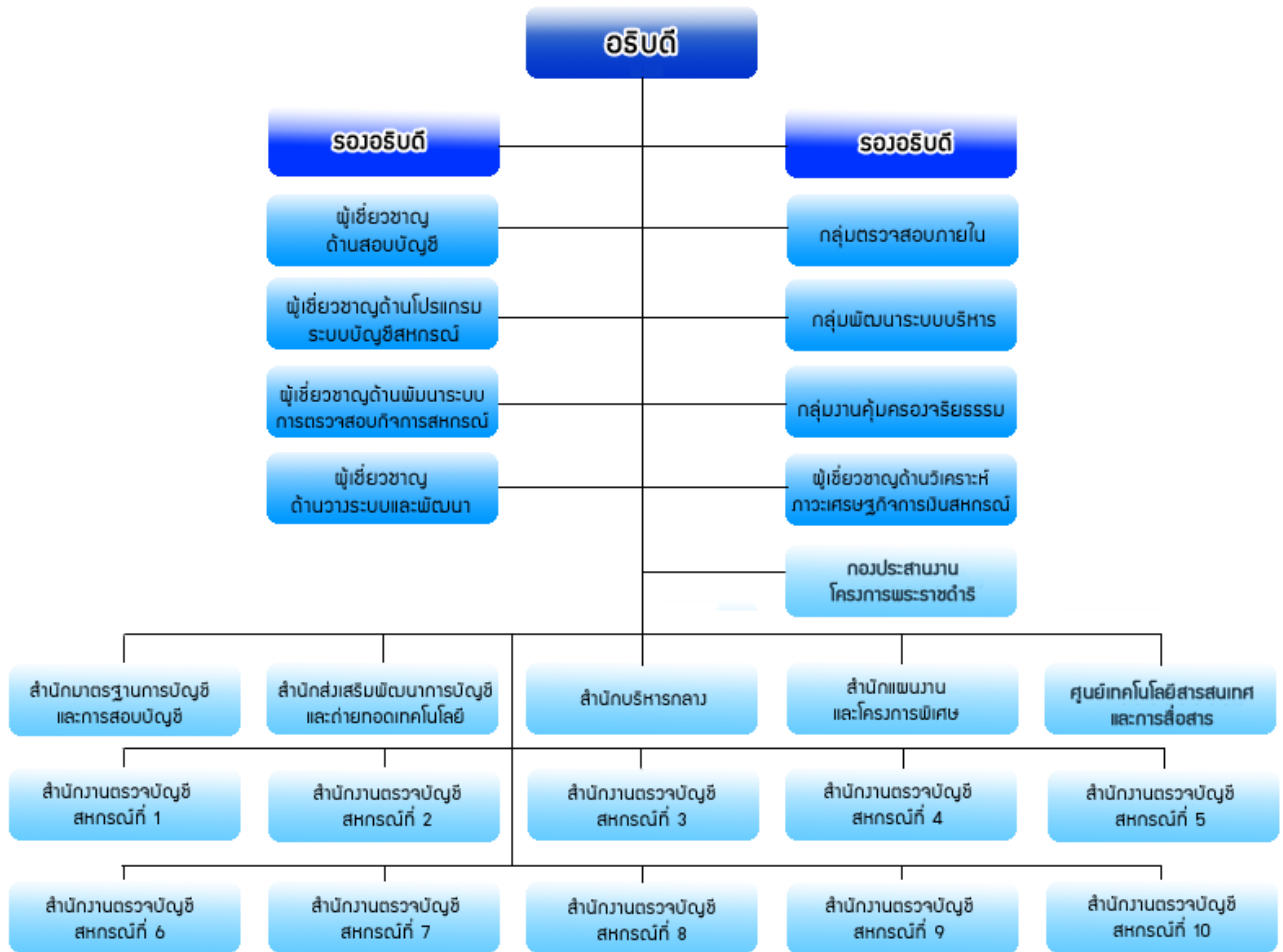 อธิบดี
รองอธิบดี
รองอธิบดี
ผู้เชี่ยวชาญ
ด้านสอบบัญชี
กลุ่มตรวจสอบภายใน
ผู้เชี่ยวชาญด้านโปรแกรม
ระบบบัญชีสหกรณ์
กลุ่มพัฒนาระบบบริหาร
ผู้เชี่ยวชาญด้านพัมนาระบบ
การตรวจสอบกิจการสหกรณ์
กลุ่มงานคุ้มครองจริยธรรม
ผู้เชี่ยวชาญ
ด้านวางระบบและพัฒนา
ผู้เชี่ยวชาญด้านวิเคราะห์
ภาวะเศรษฐกิจการเงินสหกรณ์
กองประสานงาน
โครงการพระราชดำริ
สำนักมาตรฐานการบัญชี
และการสอบบัญชี
สำนักส่งเสริมพัฒนาการบัญชี
และถ่ายทอดเทคโนโลยี
สำนักบริหารกลาง
สำนักแผนงาน
และโครงการพิเศษ
ศูนย์เทคโนโลยีสารสนเทศ
และการสื่อสาร
สำนักงานตรวจบัญชี
สหกรณ์ที่ 1
สำนักงานตรวจบัญชี
สหกรณ์ที่ 2
สำนักงานตรวจบัญชี
สหกรณ์ที่ 3
สำนักงานตรวจบัญชี
สหกรณ์ที่ 4
สำนักงานตรวจบัญชี
สหกรณ์ที่ 5
สำนักงานตรวจบัญชี
สหกรณ์ที่ 6
สำนักงานตรวจบัญชี
สหกรณ์ที่ 7
สำนักงานตรวจบัญชี
สหกรณ์ที่ 8
สำนักงานตรวจบัญชี
สหกรณ์ที่ 9
สำนักงานตรวจบัญชี
สหกรณ์ที่ 10